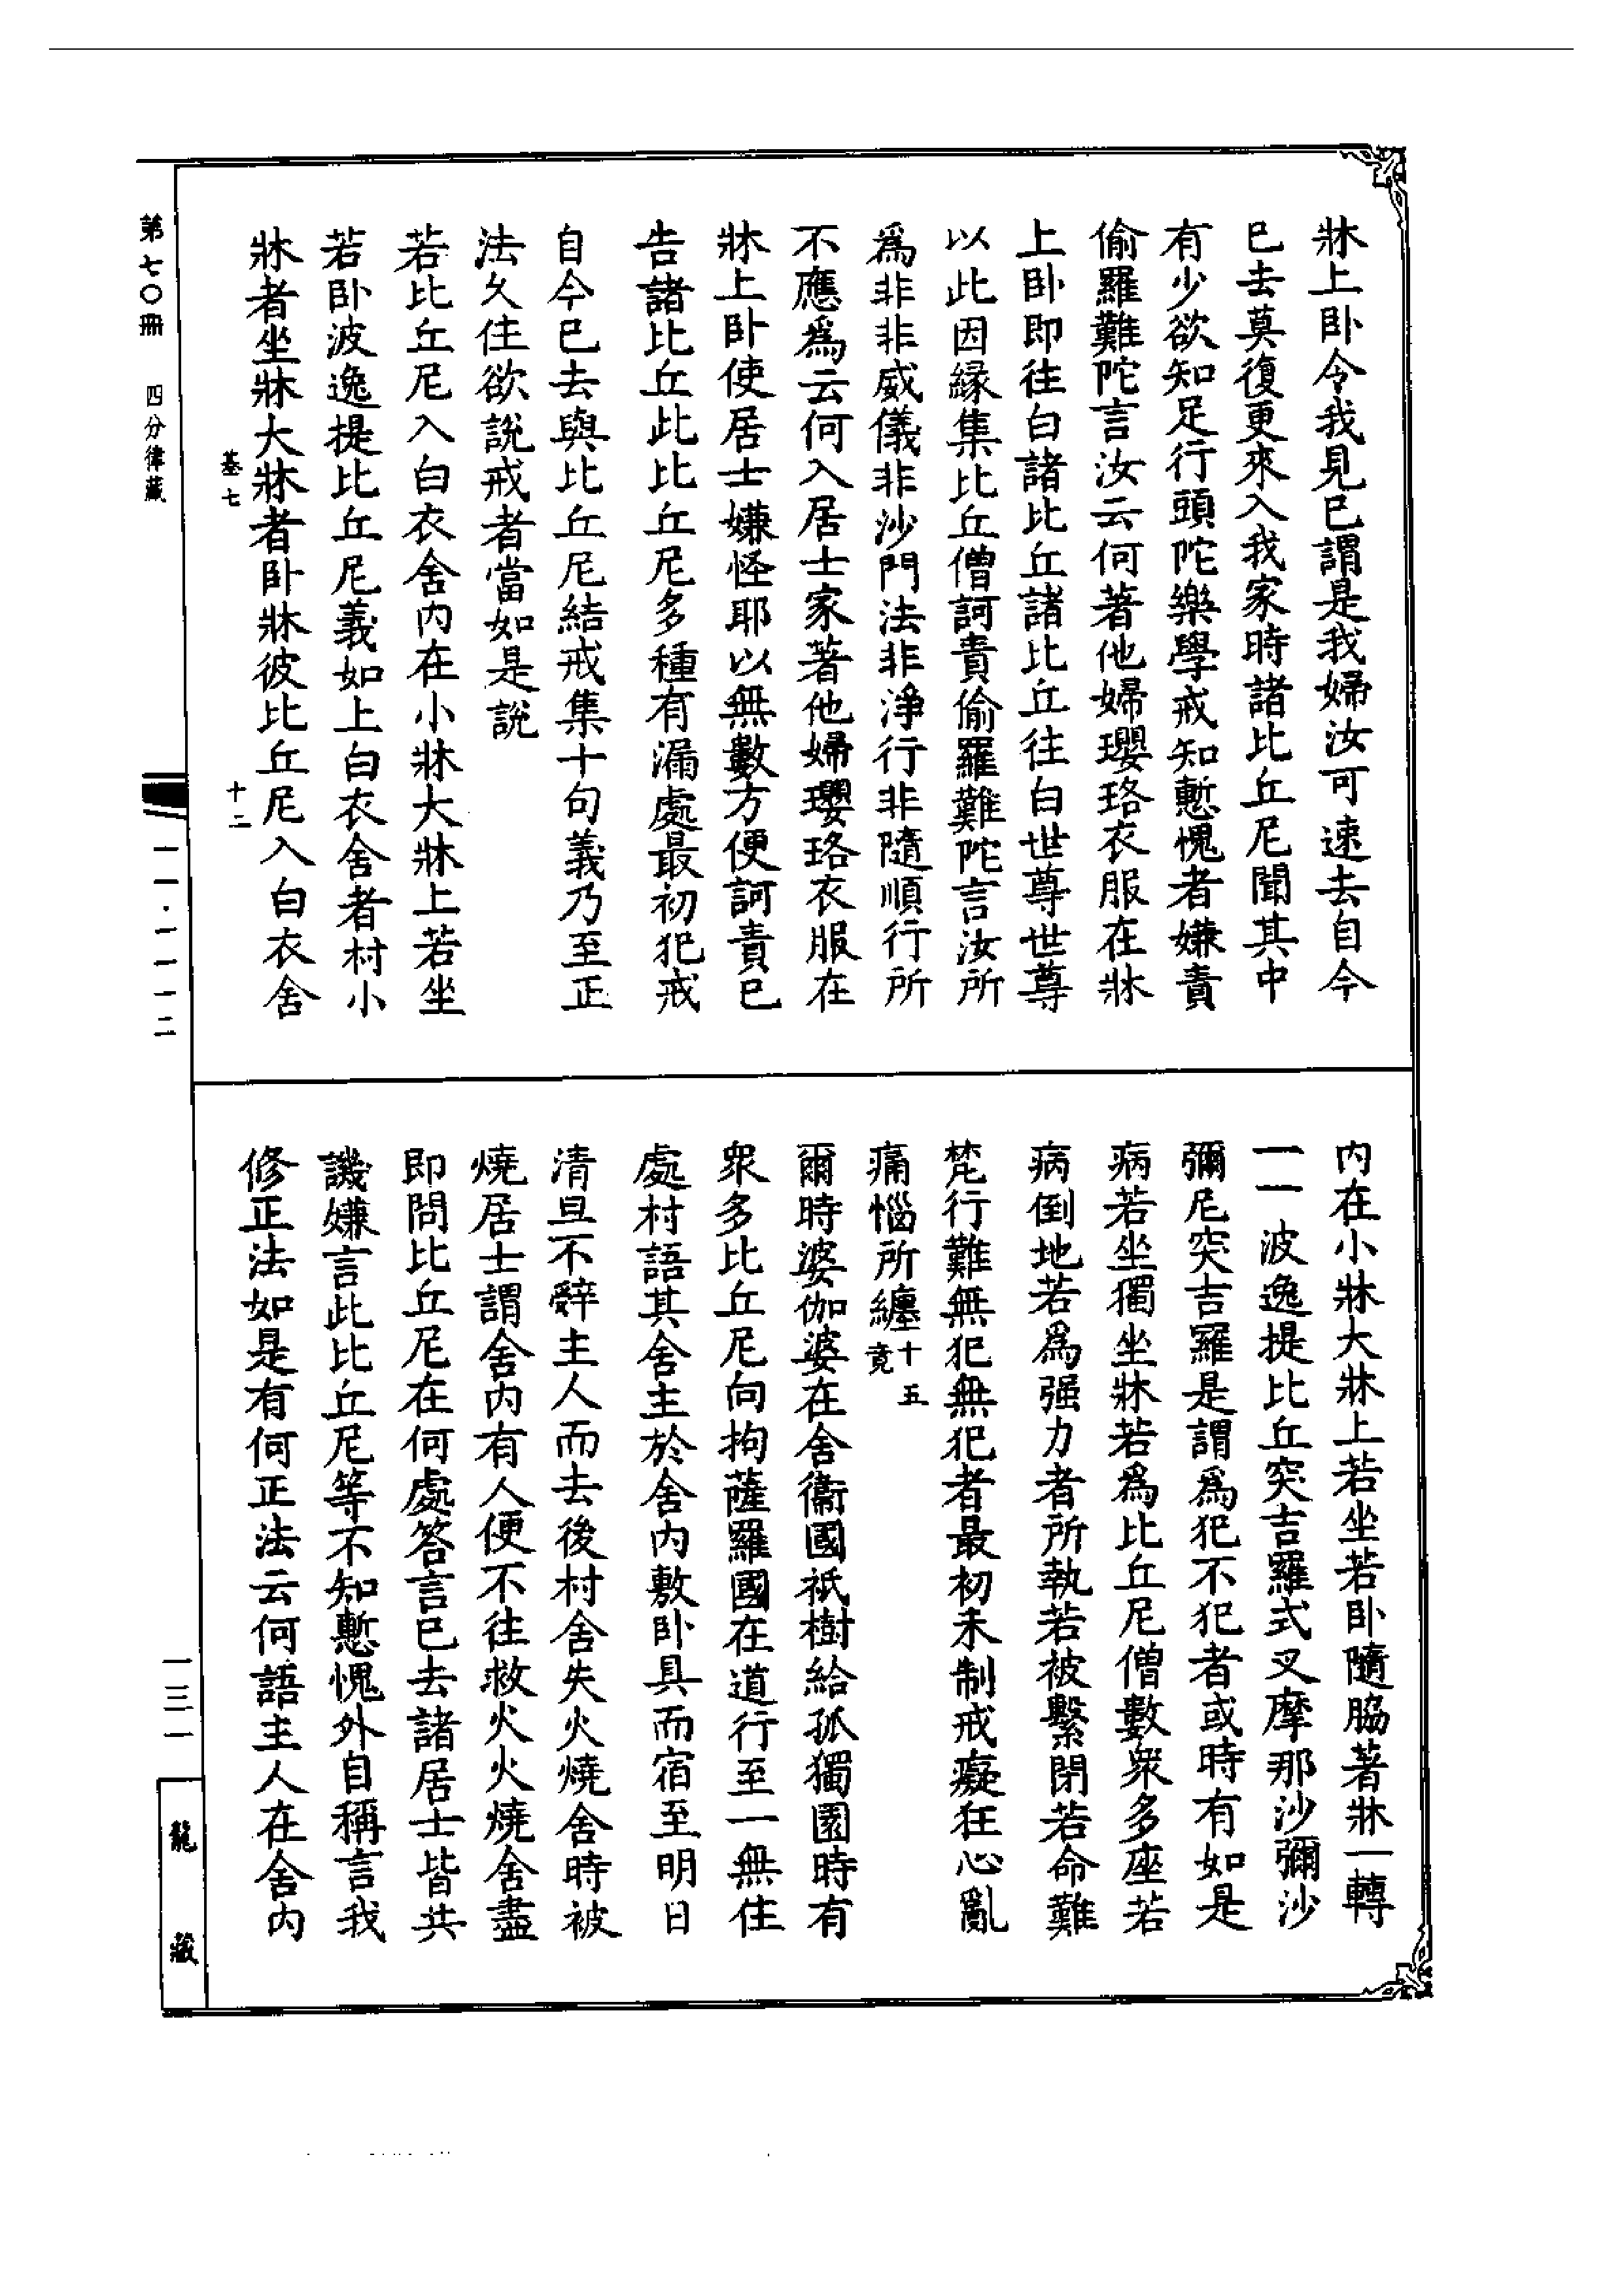 牀上卧令我見已謂是我婦汝可速去自今
已去莫復更來入我家時諸比丘尼聞其中
有少欲知足行頭陀樂學戒知慙愧者嫌責
偷羅難陀言汝云何著他婦瓔珞衣服在牀
上卧即往白諸比丘諸比丘往白世尊世尊
以此因緣集比丘僧訶責偷羅難陀言汝所
爲非非威儀非沙門法非淨行非隨順行所
不應爲云何入居士家著他婦瓔珞衣服在
牀上卧使居士嫌怪耶以無數方便訶責已
告諸比丘此比丘尼多種有漏處最初犯戒
自今已去與比丘尼結戒集十句義乃至正
法久住欲說戒者當如是說
若比丘尼入白衣舍内在小牀大牀上若坐
若卧波逸提比丘尼義如上白衣舍者村小
牀者坐牀大牀者卧牀彼比丘尼入白衣舍
内在小牀大牀上若坐若卧隨脇著牀一轉
一一波逸提比丘突吉羅式叉摩那沙彌沙
彌尼突吉羅是謂爲犯不犯者或時有如是
病若坐獨坐牀若爲比丘尼僧數衆多座若
病倒地若爲强力者所執若被繫閉若命難
梵行難無犯無犯者最初未制戒癡狂心亂
痛惱所纏十五竟
爾時婆伽婆在舍衞國祇樹給孤獨園時有
衆多比丘尼向拘薩羅國在道行至一無住
處村語其舍主於舍内敷卧具而宿至明日
清旦不辭主人而去後村舍失火燒舍時被
燒居士謂舍内有人便不往救火火燒舍盡
即問比丘尼在何處答言已去諸居士皆共
譏嫌言此比丘尼等不知慙愧外自稱言我
修正法如是有何正法云何語主人在舍内
第七〇冊 四分律藏
基七 十二
一一·一一一二
一三一
龍藏